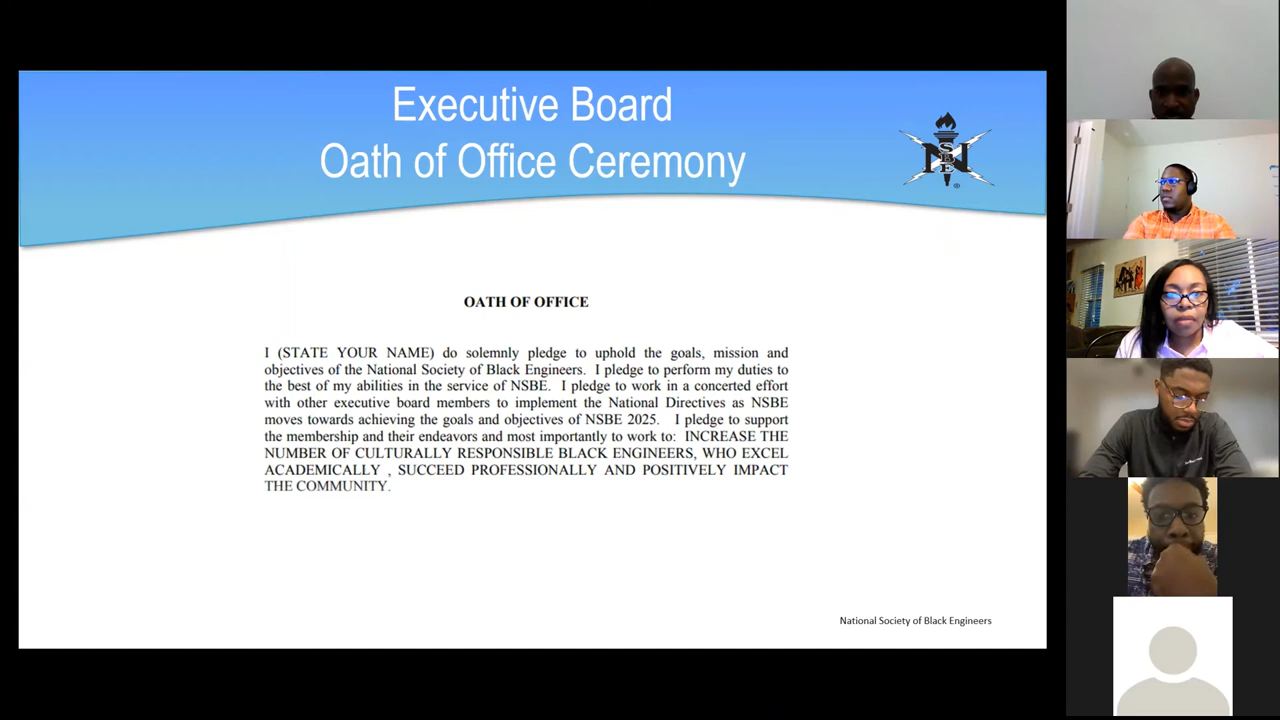 Executive Board
Oath of Office Ceremony
NSBE
®
OATH OF OFFICE
I (STATE YOUR NAME) do solemnly pledge to uphold the goals, mission and
objectives of the National Society of Black Engineers. I pledge to perform my duties to
the best of my abilities in the service of NSBE. I pledge to work in a concerted effort
with other executive board members to implement the National Directives as NSBE
moves towards achieving the goals and objectives of NSBE 2025. I pledge to support
the membership and their endeavors and most importantly to work to: INCREASE THE
NUMBER OF CULTURALLY RESPONSIBLE BLACK ENGINEERS, WHO EXCEL
ACADEMICALLY , SUCCEED PROFESSIONALLY AND POSITIVELY IMPACT
THE COMMUNITY.
National Society of Black Engineers